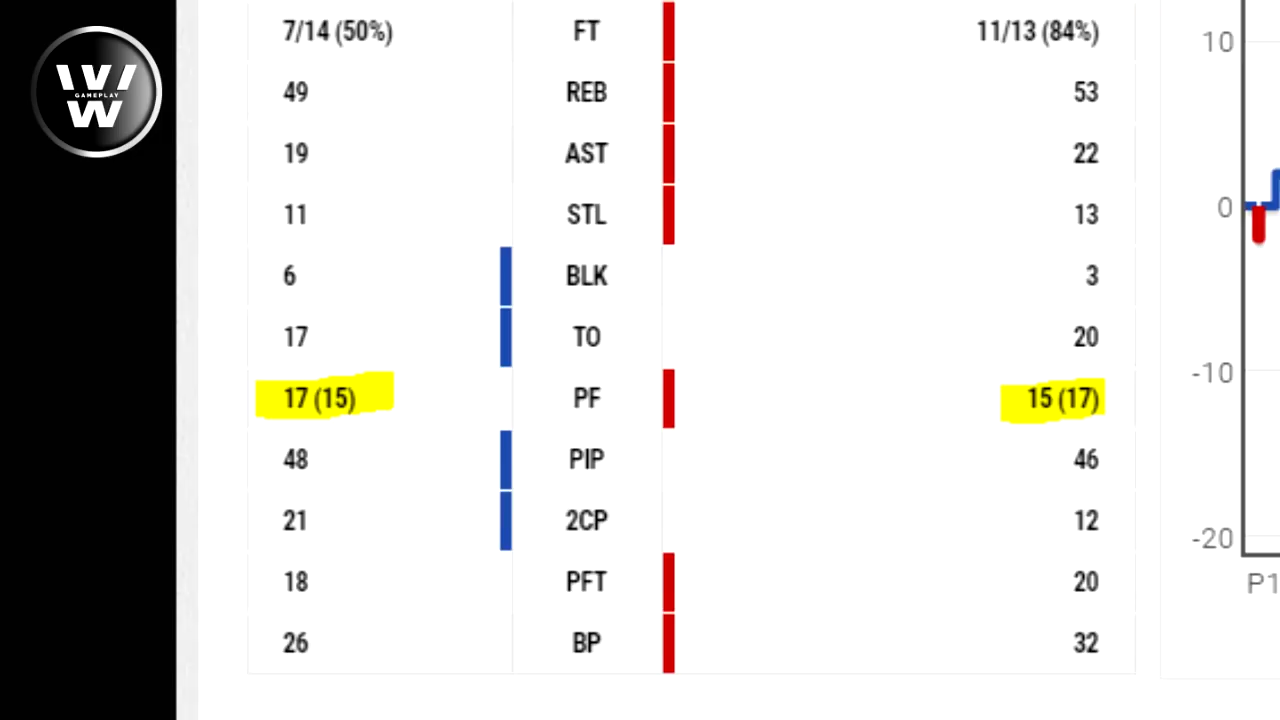 WW
GAMEPLAY
W
7/14 (50%) FT 11/13 (84%)
49 REB 53
19 AST 22
11 STL 13
6 BLK 3
17 TO 20
17 (15) PF 15 (17)
48 PIP 46
21 2CP 12
18 PFT 20
26 BP 32
10
0
-10
-20
P1